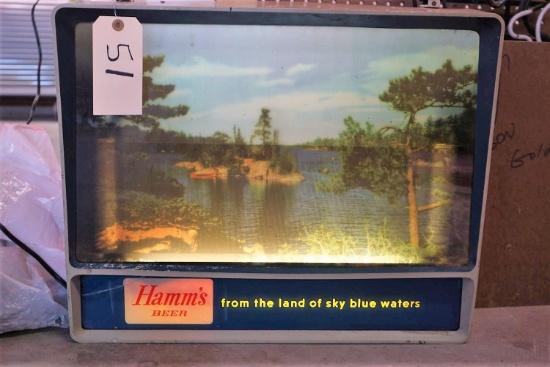 51
Hamm's
BEER
from the land of sky blue waters